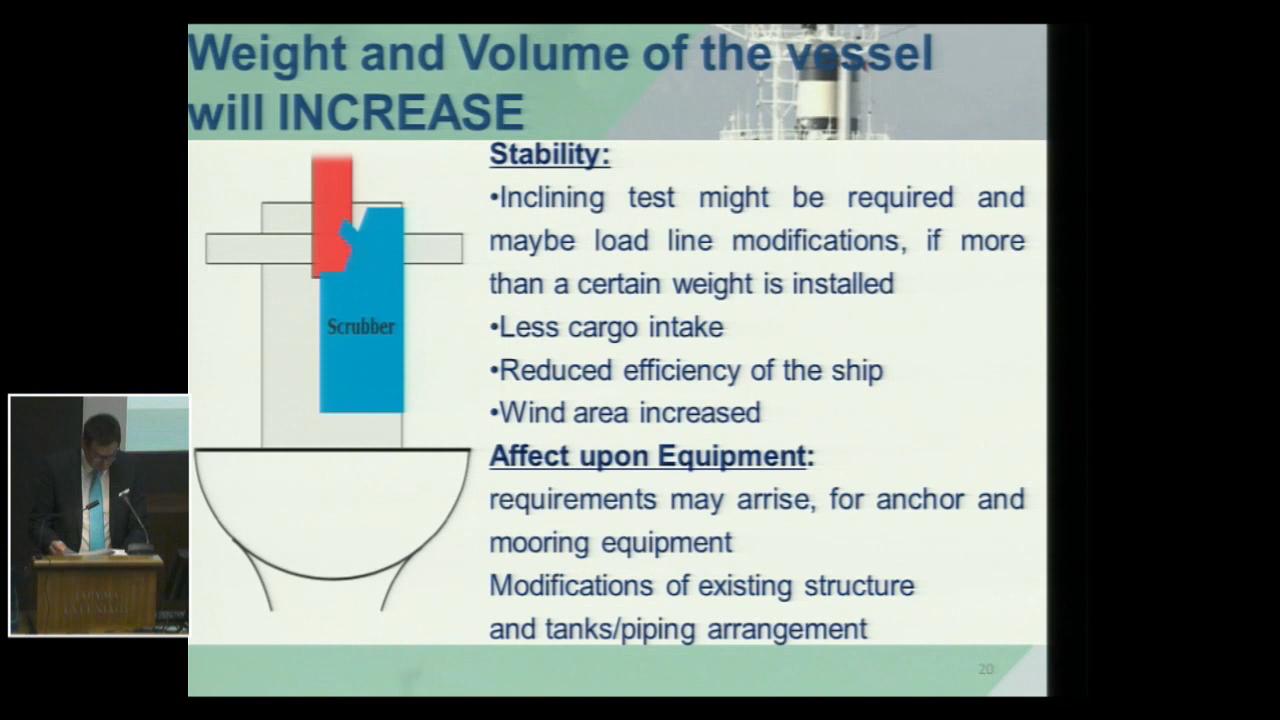 Weight and Volume of the vessel
will INCREASE
Stability:
•Inclining test might be required and
maybe load line modifications, if more
than a certain weight is installed
•Less cargo intake
•Reduced efficiency of the ship
•Wind area increased
Affect upon Equipment:
requirements may arrise, for anchor and
mooring equipment
Modifications of existing structure
and tanks/piping arrangement
Scrubber
20